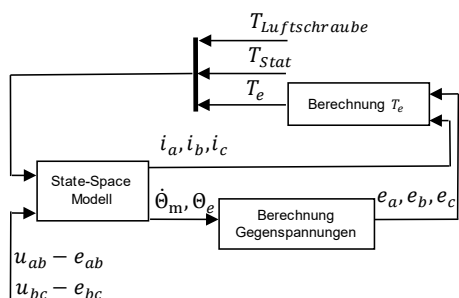 T_Luftschraube
T_Stat
T_e
Berechnung T_e
i_a, i_b, i_c
State-Space
Modell
Θ̇_m, Θ_e
Berechnung
Gegenspannungen
e_a, e_b, e_c
u_ab − e_ab
u_bc − e_bc